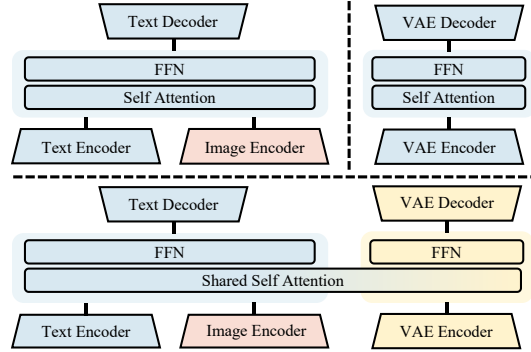 Text Decoder
FFN
Self Attention
Text Encoder
Image Encoder
VAE Decoder
FFN
Self Attention
VAE Encoder
Text Decoder
VAE Decoder
FFN
FFN
Shared Self Attention
Text Encoder
Image Encoder
VAE Encoder